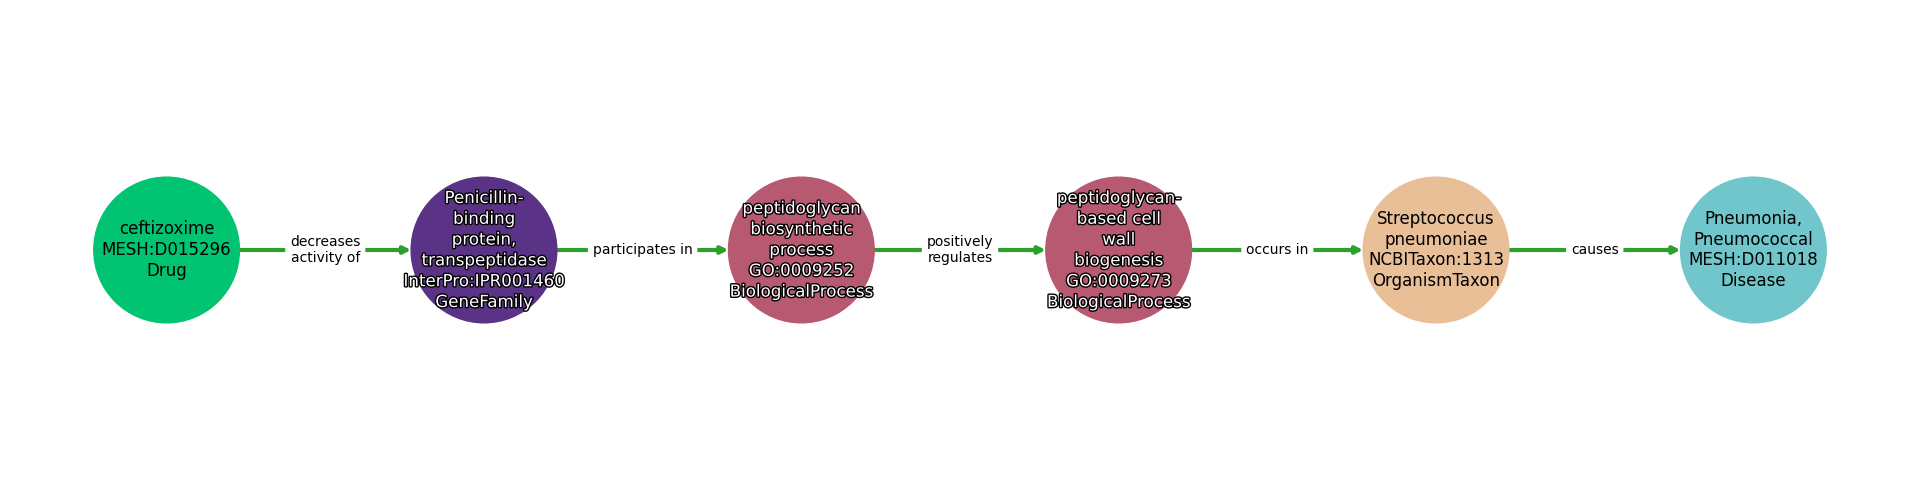 ceftizoxime
MESH:D015296
Drug
decreases
activity of
Penicillin-
binding
protein,
transpeptidase
InterPro:IPR001460
GeneFamily
participates in
peptidoglycan
biosynthetic
process
GO:0009252
BiologicalProcess
positively
regulates
peptidoglycan-
based cell
wall
biogenesis
GO:0009273
BiologicalProcess
occurs in
Streptococcus
pneumoniae
NCBITaxon:1313
OrganismTaxon
causes
Pneumonia,
Pneumococcal
MESH:D011018
Disease